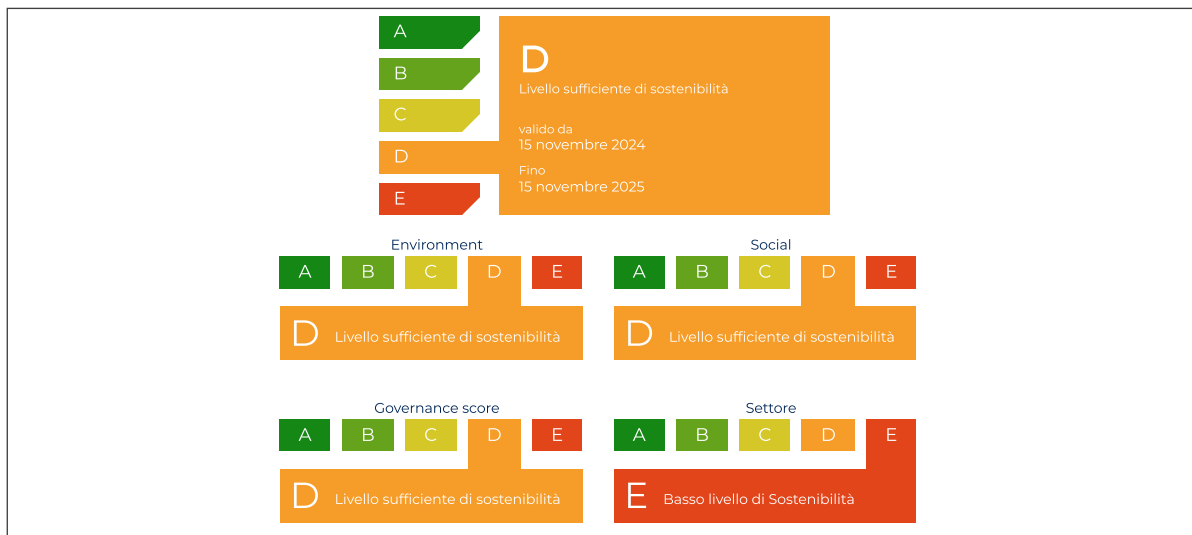 A
B
C
D
E
D
Livello sufficiente di sostenibilità
valido da
15 novembre 2024
Fino
15 novembre 2025
Environment
A B C D E
D Livello sufficiente di sostenibilità
Social
A B C D E
D Livello sufficiente di sostenibilità
Governance score
A B C D E
D Livello sufficiente di sostenibilità
Settore
A B C D E
E Basso livello di Sostenibilità